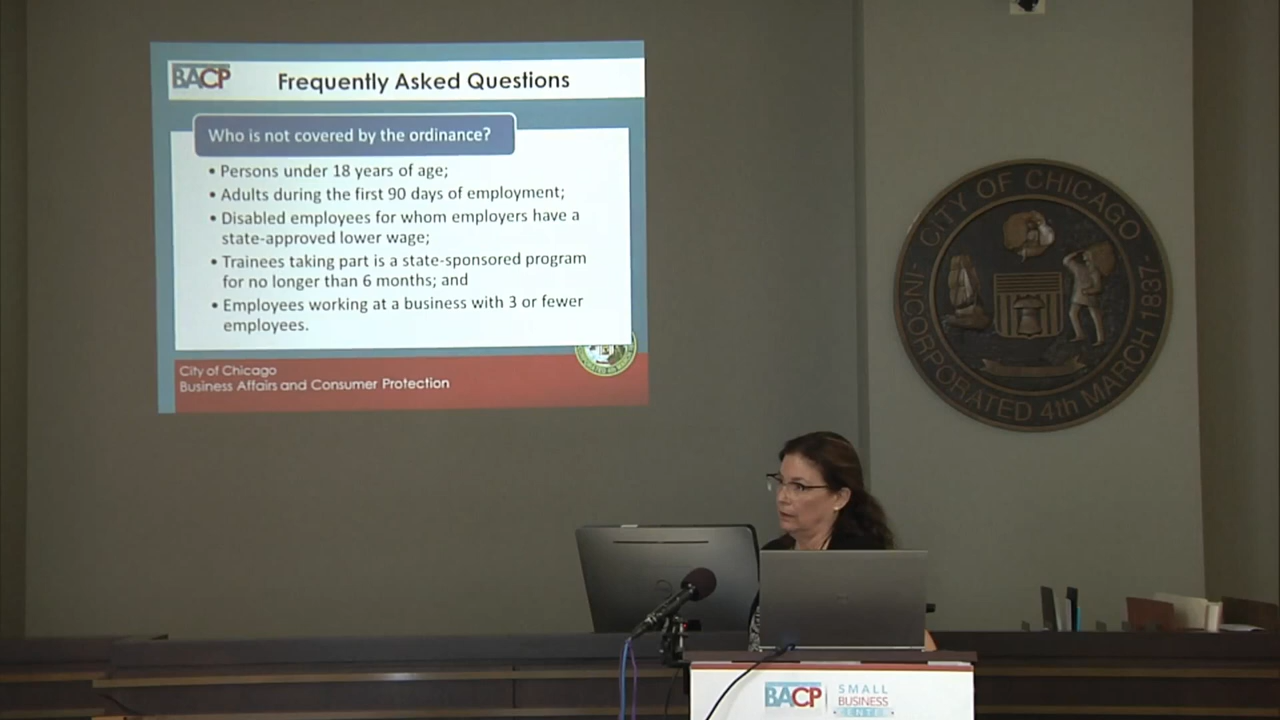 BACP
Frequently Asked Questions
Who is not covered by the ordinance?
• Persons under 18 years of age;
• Adults during the first 90 days of employment;
• Disabled employees for whom employers have a
state-approved lower wage;
• Trainees taking part is a state-sponsored program
for no longer than 6 months; and
• Employees working at a business with 3 or fewer
employees.
City of Chicago
Business Affairs and Consumer Protection
CITY OF CHICAGO
INCORPORATED 4th MARCH 1837
BACP
SMALL
BUSINESS
CENTER